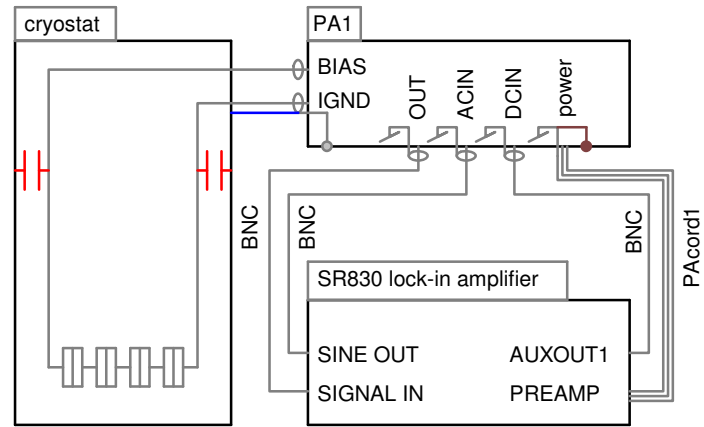 cryostat
PA1
BIAS
IGND
OUT
ACIN
DCIN
power
BNC
BNC
BNC
PAcord1
SR830 lock-in amplifier
SINE OUT
AUXOUT1
SIGNAL IN
PREAMP